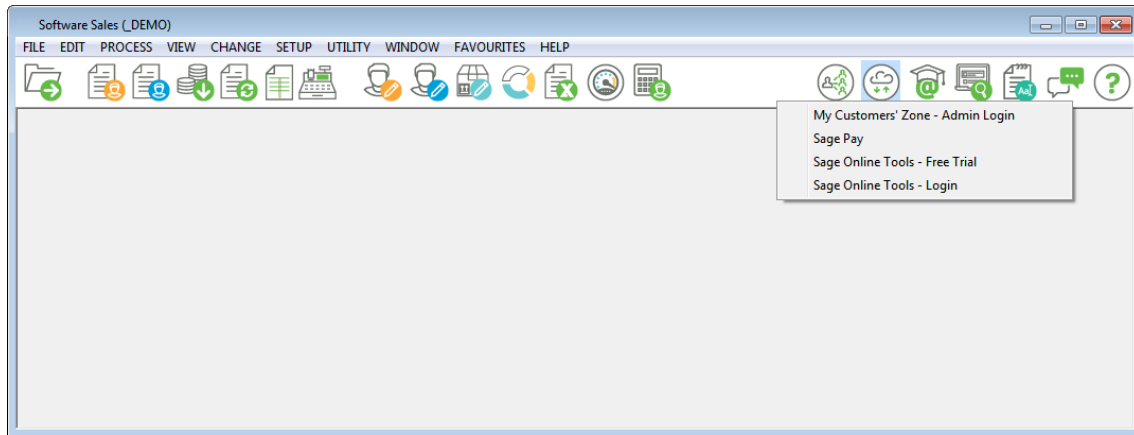 Software Sales (_DEMO)
FILE EDIT PROCESS VIEW CHANGE SETUP UTILITY WINDOW FAVOURITES HELP
@ AaI ?
My Customers' Zone - Admin Login
Sage Pay
Sage Online Tools - Free Trial
Sage Online Tools - Login